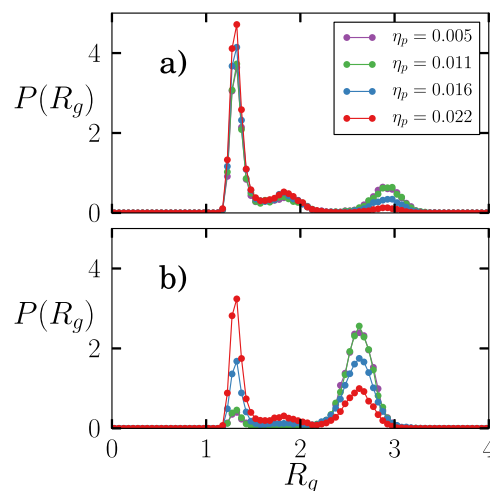 a)
P(R_g)
4
2
0
η_p = 0.005
η_p = 0.011
η_p = 0.016
η_p = 0.022
b)
P(R_g)
4
2
0
0 1 2 3 4
R_g